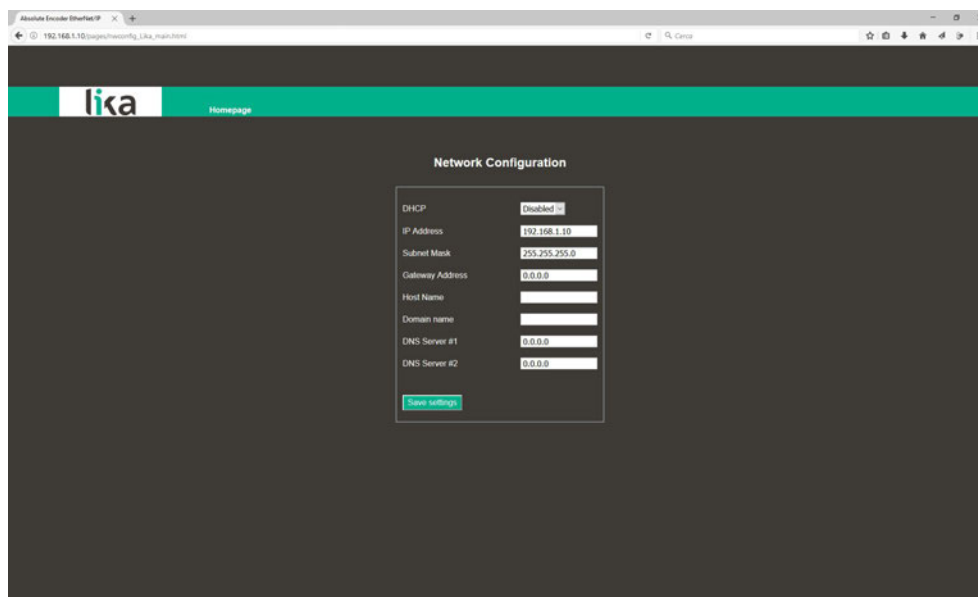 Absolute Encoder EtherNet/IP
192.168.1.10/pages/nwconfig_Lika_main.html
Cerca
lika
Homepage
Network Configuration
DHCP Disabled
IP Address 192.168.1.10
Subnet Mask 255.255.255.0
Gateway Address 0.0.0.0
Host Name
Domain name
DNS Server #1 0.0.0.0
DNS Server #2 0.0.0.0
Save settings